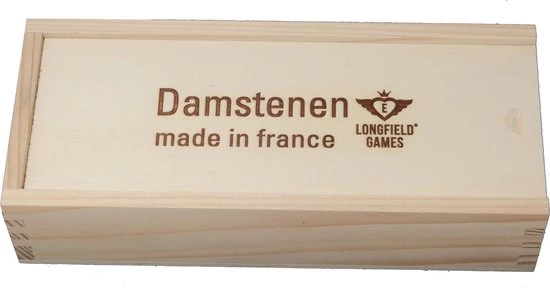 Damstenen
made in france
E
LONGFIELD®
GAMES